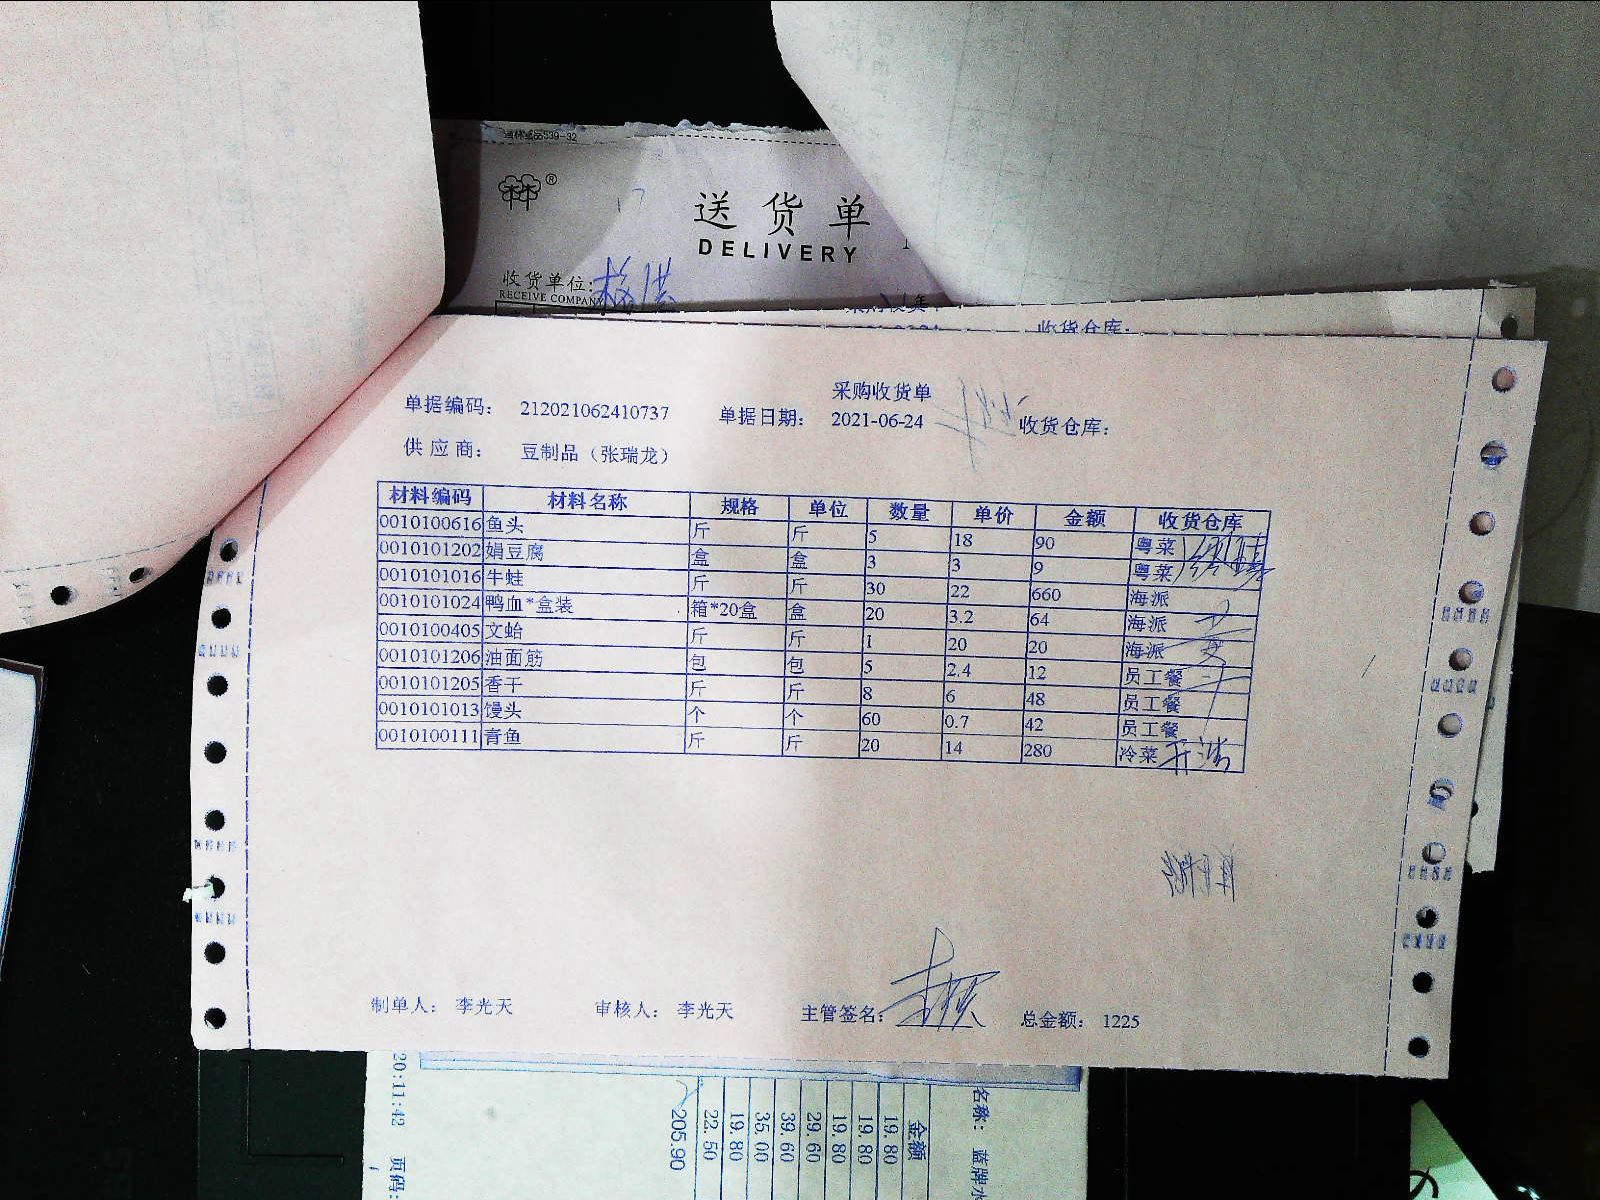 送货单
DELIVERY
收货单位:
RECEIVE COMPANY
收货仓库:
采购收货单
单据编码: 212021062410737 单据日期: 2021-06-24 收货仓库:
供应商: 豆制品（张瑞龙）
材料编码 材料名称 规格 单位 数量 单价 金额 收货仓库
0010100616 鱼头 斤 斤 5 18 90 粤菜
0010101202 娟豆腐 盒 盒 3 3 9 粤菜
0010101016 牛蛙 斤 斤 30 22 660 海派
0010101024 鸭血*盒装 箱*20盒 盒 20 3.2 64 海派
0010100405 文蛤 斤 斤 1 20 20 海派
0010101206 油面筋 包 包 5 2.4 12 员工餐
0010101205 香干 斤 斤 8 6 48 员工餐
0010101013 馒头 个 个 60 0.7 42 员工餐
0010100111 青鱼 斤 斤 20 14 280 冷菜
制单人: 李光天 审核人: 李光天 主管签名: 总金额: 1225
名称: 蓝牌水
金额
19.80
19.80
19.80
29.60
39.60
35.00
19.80
22.50
205.90
20:11:42 页码: